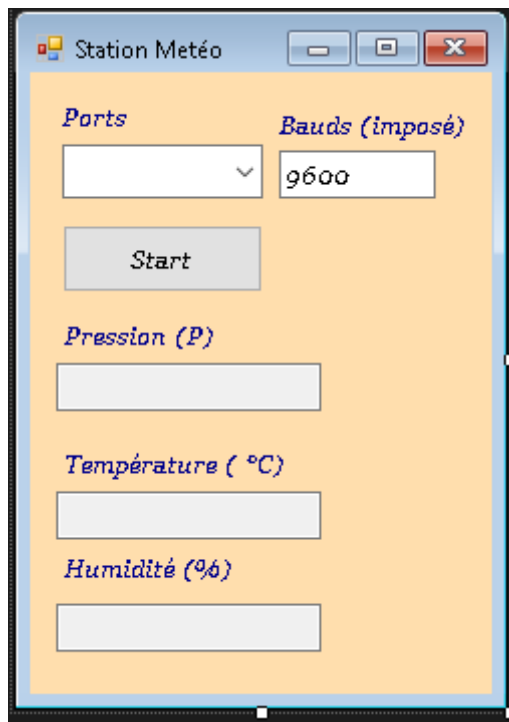 Station Metéo
Ports
Bauds (imposé)
9600
Start
Pression (P)
Température ( °C)
Humidité (%)